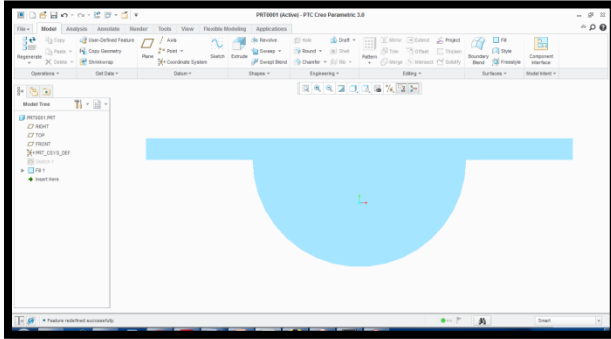 PRT0001 (Active) - PTC Creo Parametric 3.0
File Model Analysis Annotate Render Tools View Flexible Modeling Applications
Regenerate
Copy
Paste
Delete
User-Defined Feature
Copy Geometry
Shrinkwrap
Plane
Axis
Point
Coordinate System
Sketch
Extrude
Revolve
Sweep
Swept Blend
Hole
Round
Chamfer
Draft
Shell
Rib
Pattern
Mirror
Trim
Merge
Extend
Offset
Intersect
Project
Thicken
Solidify
Boundary Blend
Fill
Style
Freestyle
Component Interface
Operations Get Data Datum Shapes Engineering Editing Surfaces Model Intent
Model Tree
PRT0001.PRT
RIGHT
TOP
FRONT
PRT_CSYS_DEF
Sketch 1
Fill 1
Insert Here
Feature redefined successfully.
Smart